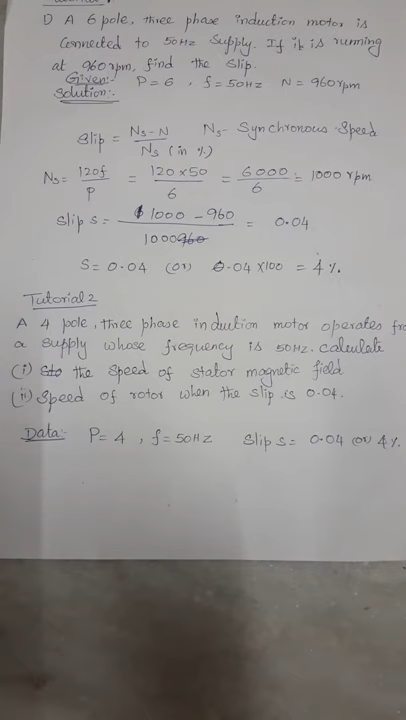 1) A 6 pole, three phase induction motor is
connected to 50Hz supply. If it is running
at 960rpm, find the slip.
Given:- P=6 , f=50Hz N=960rpm
Solution:-
Slip = Ns-N / Ns (in %) Ns- Synchronous Speed
Ns= 120f / P = 120×50 / 6 = 6000 / 6 = 1000 rpm
Slip s = 1000-960 / 1000 = 0.04
S=0.04 (or) 0.04×100 = 4%.
Tutorial 2
A 4 pole, three phase indution motor operates
a supply whose frequency is 50Hz. calculate
(i) the speed of stator magnetic field
(ii) Speed of rotor when the slip is 0.04.
Data:- P=4 , f=50Hz Slip s= 0.04 or 4%.